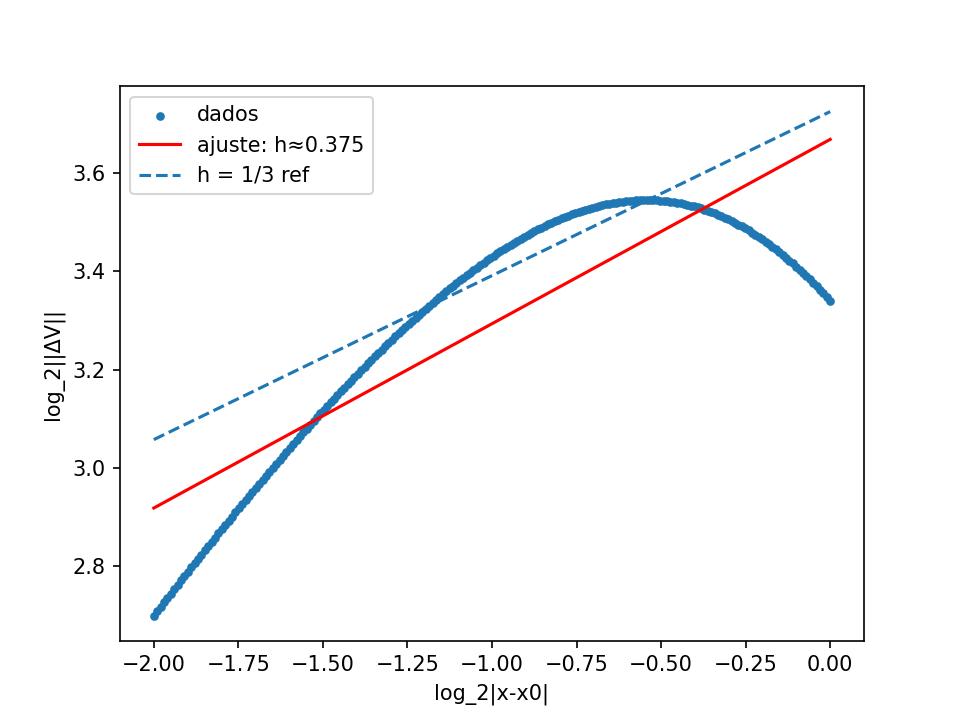 dados
ajuste: h≈0.375
h = 1/3 ref
3.6
3.4
3.2
3.0
2.8
log_2||ΔV||
−2.00 −1.75 −1.50 −1.25 −1.00 −0.75 −0.50 −0.25 0.00
log_2|x-x0|